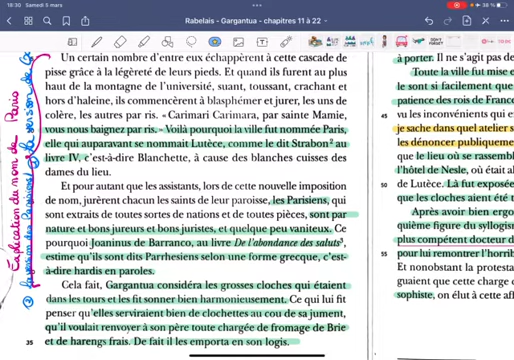 18:30 Sam. 5 mars
38 %
Rabelais - Gargantua - chapitres 11 à 22
Explication du nom de Paris
Un certain nombre d'entre eux échappèrent à cette cascade de
pisse grâce à la légèreté de leurs pieds. Et quand ils furent au plus
haut de la montagne de l'université, suant, toussant, crachant et
hors d'haleine, ils commencèrent à blasphémer et jurer, les uns de
colère, les autres par ris. « Carimari Carimara, par sainte Mamie,
vous nous baignez par ris. » Voilà pourquoi la ville fut nommée Paris,
elle qui auparavant se nommait Lutèce, comme le dit Strabon² au
livre IV, c'est-à-dire Blanchette, à cause des blanches cuisses des
dames du lieu.
Et pour autant que les assistants, lors de cette nouvelle imposition
de nom, jurèrent chacun les saints de leur paroisse, les Parisiens, qui
sont extraits de toutes sortes de nations et de toutes pièces, sont par
nature et bons jureurs et bons juristes, et quelque peu vaniteux. Ce
pourquoi Joaninus de Barranco, au livre De l'abondance des saluts³,
estime qu'ils sont dits Parrhesiens selon une forme grecque, c'est-
à-dire hardis en paroles.
Cela fait, Gargantua considéra les grosses cloches qui étaient
dans les tours et les fit sonner bien harmonieusement. Ce qui lui fit
penser qu'elles serviraient bien de clochettes au cou de sa jument,
qu'il voulait renvoyer à son père toute chargée de fromage de Brie
35 et de harengs frais. De fait il les emporta en son logis.
à porter. Il ne s'agit pas de
Toute la ville fut mise e
le sont si facilement que
patience des rois de France
45 vu les inconvénients qui en
je sache dans quel atelier s
les dénoncer publiqueme
que le lieu où se rassembl
l'hôtel de Nesle, où était al
50 de Lutèce. Là fut exposée
que les cloches aient été t
Après avoir bien ergo
quième figure du syllogism
plus compétent docteur d
55 pour lui remontrer l'horrib
Et nonobstant la protesta
guaient que cette charge c
sophiste, on élut à cette aff